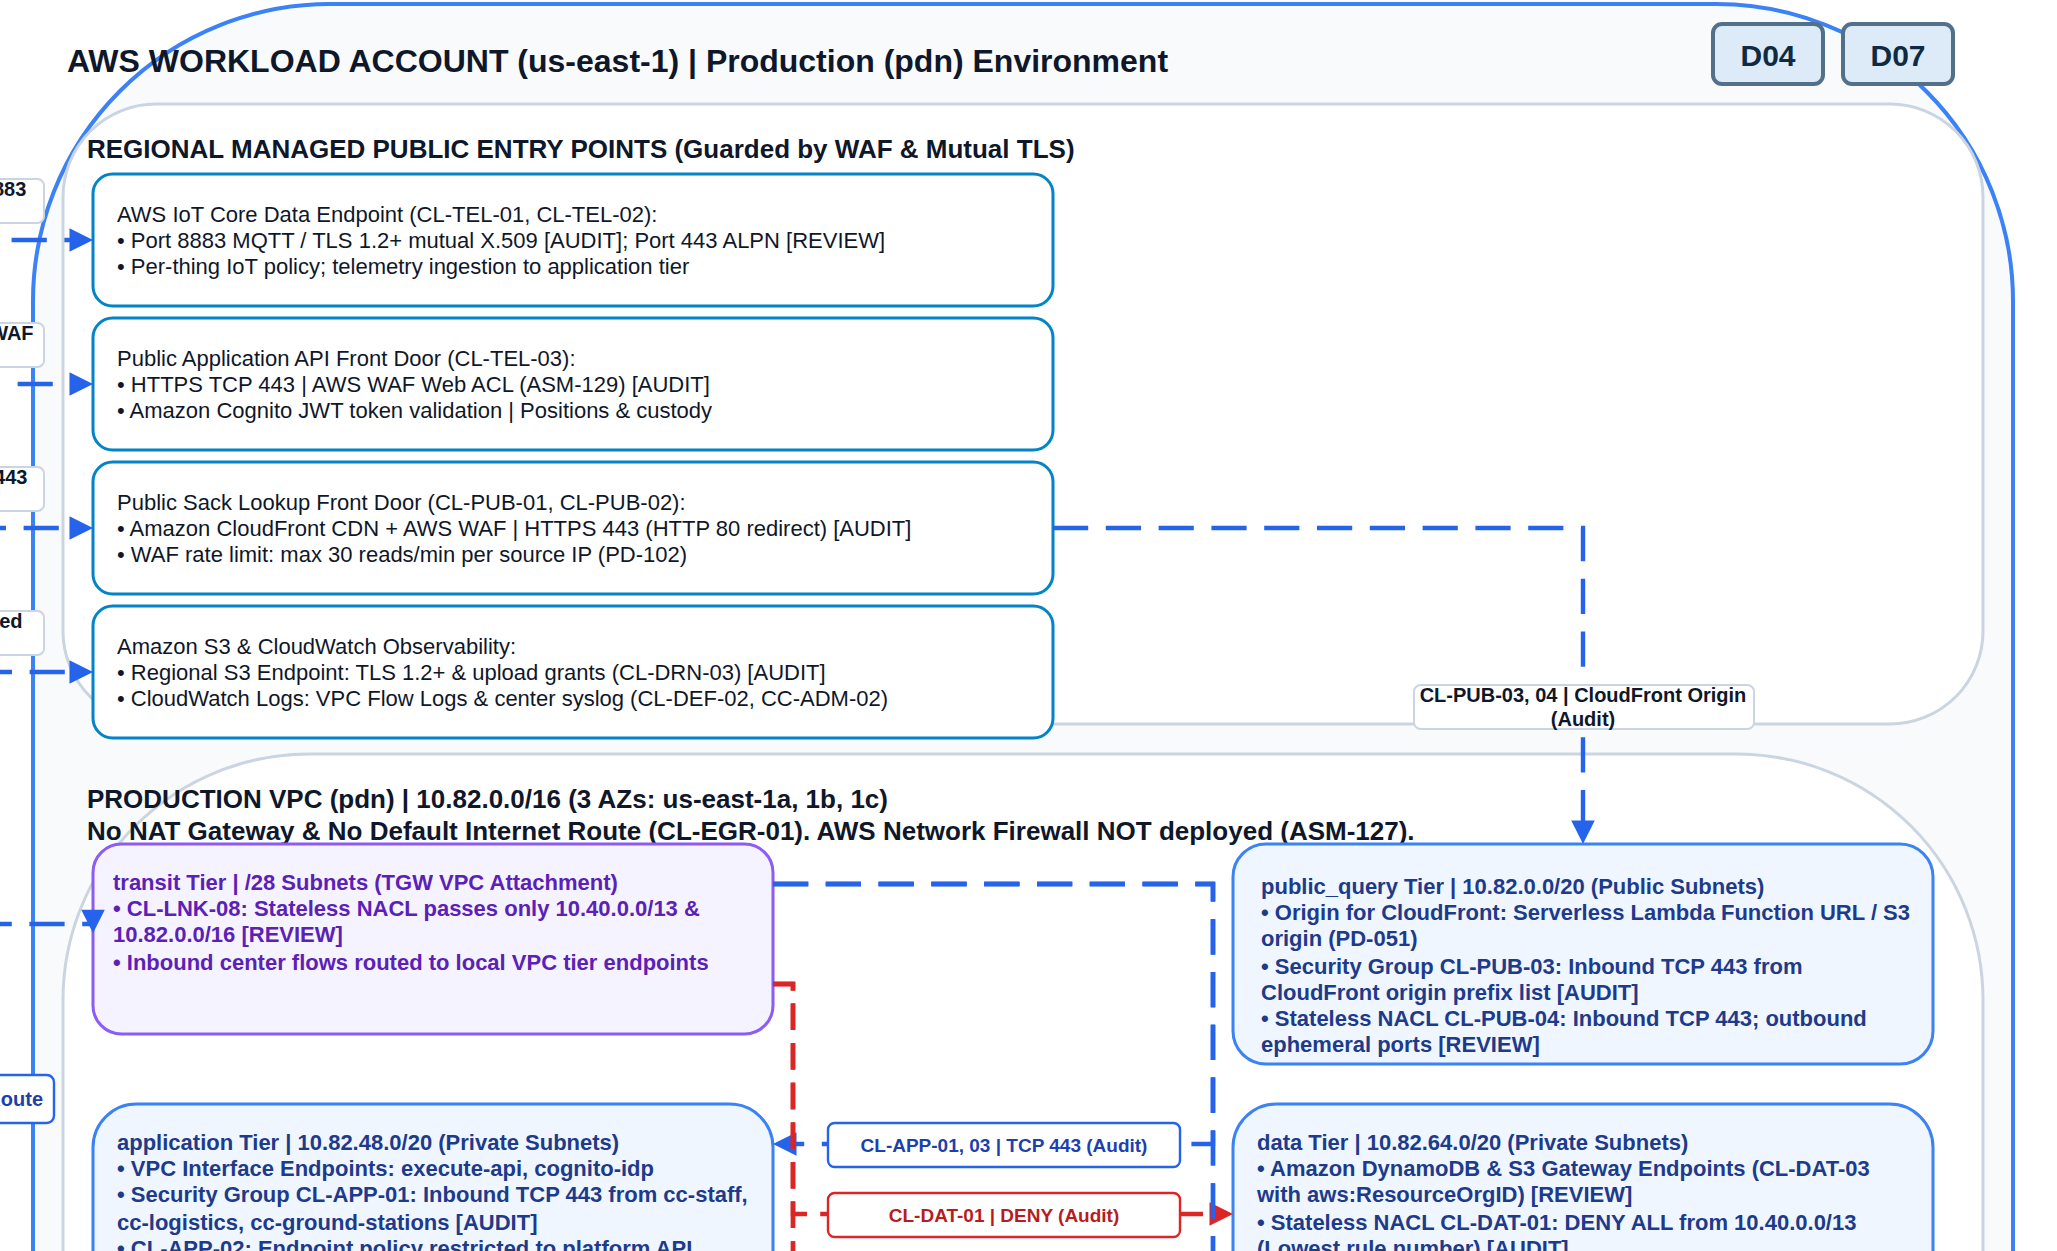 AWS WORKLOAD ACCOUNT (us-east-1) | Production (pdn) Environment
D04
D07
REGIONAL MANAGED PUBLIC ENTRY POINTS (Guarded by WAF & Mutual TLS)
883
AWS IoT Core Data Endpoint (CL-TEL-01, CL-TEL-02):
• Port 8883 MQTT / TLS 1.2+ mutual X.509 [AUDIT]; Port 443 ALPN [REVIEW]
• Per-thing IoT policy; telemetry ingestion to application tier
WAF
Public Application API Front Door (CL-TEL-03):
• HTTPS TCP 443 | AWS WAF Web ACL (ASM-129) [AUDIT]
• Amazon Cognito JWT token validation | Positions & custody
443
Public Sack Lookup Front Door (CL-PUB-01, CL-PUB-02):
• Amazon CloudFront CDN + AWS WAF | HTTPS 443 (HTTP 80 redirect) [AUDIT]
• WAF rate limit: max 30 reads/min per source IP (PD-102)
ed
Amazon S3 & CloudWatch Observability:
• Regional S3 Endpoint: TLS 1.2+ & upload grants (CL-DRN-03) [AUDIT]
• CloudWatch Logs: VPC Flow Logs & center syslog (CL-DEF-02, CC-ADM-02)
CL-PUB-03, 04 | CloudFront Origin
(Audit)
PRODUCTION VPC (pdn) | 10.82.0.0/16 (3 AZs: us-east-1a, 1b, 1c)
No NAT Gateway & No Default Internet Route (CL-EGR-01). AWS Network Firewall NOT deployed (ASM-127).
transit Tier | /28 Subnets (TGW VPC Attachment)
• CL-LNK-08: Stateless NACL passes only 10.40.0.0/13 &
10.82.0.0/16 [REVIEW]
• Inbound center flows routed to local VPC tier endpoints
public_query Tier | 10.82.0.0/20 (Public Subnets)
• Origin for CloudFront: Serverless Lambda Function URL / S3
origin (PD-051)
• Security Group CL-PUB-03: Inbound TCP 443 from
CloudFront origin prefix list [AUDIT]
• Stateless NACL CL-PUB-04: Inbound TCP 443; outbound
ephemeral ports [REVIEW]
oute
application Tier | 10.82.48.0/20 (Private Subnets)
• VPC Interface Endpoints: execute-api, cognito-idp
• Security Group CL-APP-01: Inbound TCP 443 from cc-staff,
cc-logistics, cc-ground-stations [AUDIT]
• CL-APP-02: Endpoint policy restricted to platform API
CL-APP-01, 03 | TCP 443 (Audit)
CL-DAT-01 | DENY (Audit)
data Tier | 10.82.64.0/20 (Private Subnets)
• Amazon DynamoDB & S3 Gateway Endpoints (CL-DAT-03
with aws:ResourceOrgID) [REVIEW]
• Stateless NACL CL-DAT-01: DENY ALL from 10.40.0.0/13
(Lowest rule number) [AUDIT]